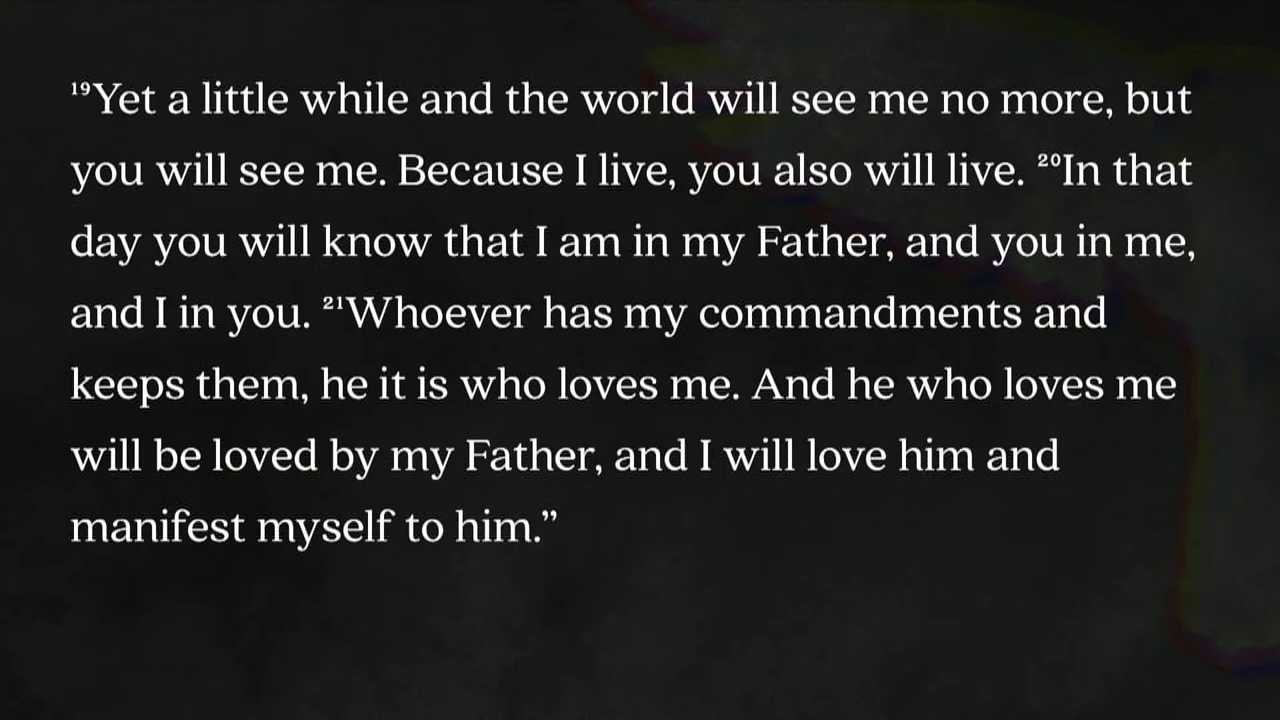 ¹⁹Yet a little while and the world will see me no more, but
you will see me. Because I live, you also will live. ²⁰In that
day you will know that I am in my Father, and you in me,
and I in you. ²¹Whoever has my commandments and
keeps them, he it is who loves me. And he who loves me
will be loved by my Father, and I will love him and
manifest myself to him.”